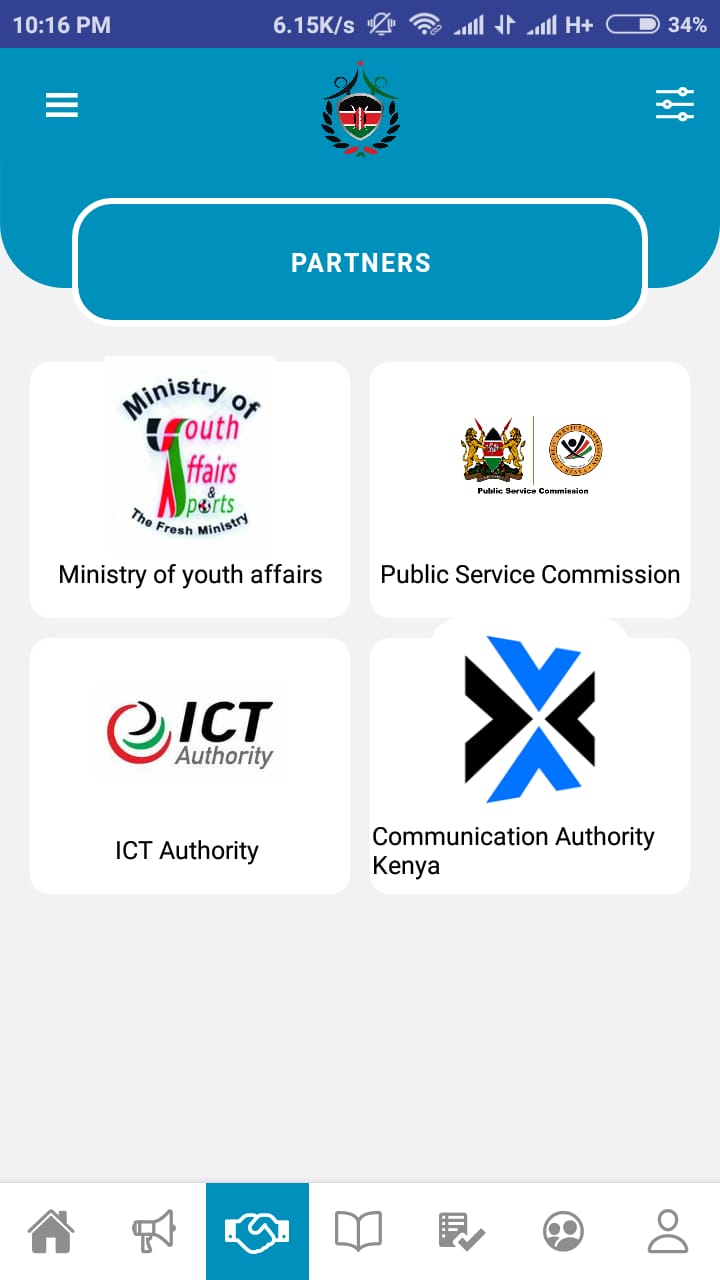 10:16 PM 6.15K/s H+ 34%
PARTNERS
Ministry of
Youth
Affairs
&
Sports
The Fresh Ministry
Public Service Commission
Ministry of youth affairs
Public Service Commission
ICT
Authority
ICT Authority
Communication Authority
Kenya